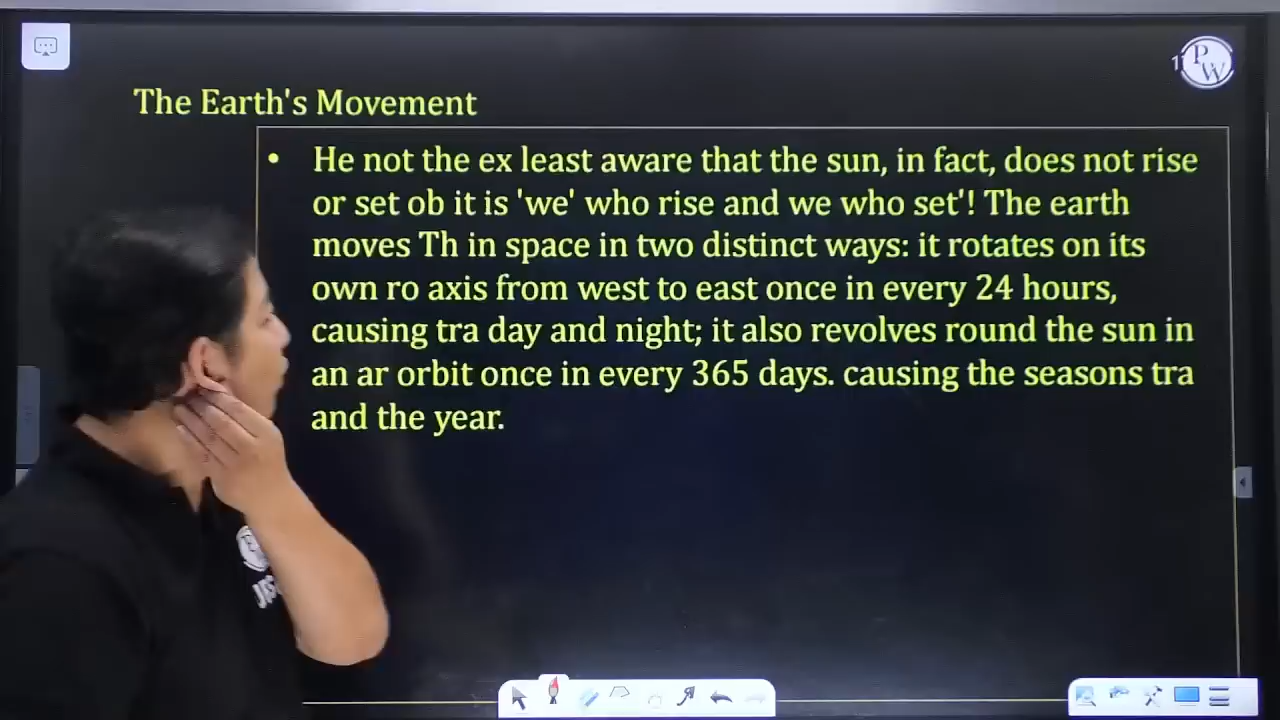 The Earth's Movement
• He not the ex least aware that the sun, in fact, does not rise
or set ob it is 'we' who rise and we who set'! The earth
moves Th in space in two distinct ways: it rotates on its
own ro axis from west to east once in every 24 hours,
causing tra day and night; it also revolves round the sun in
an ar orbit once in every 365 days. causing the seasons tra
and the year.
PW